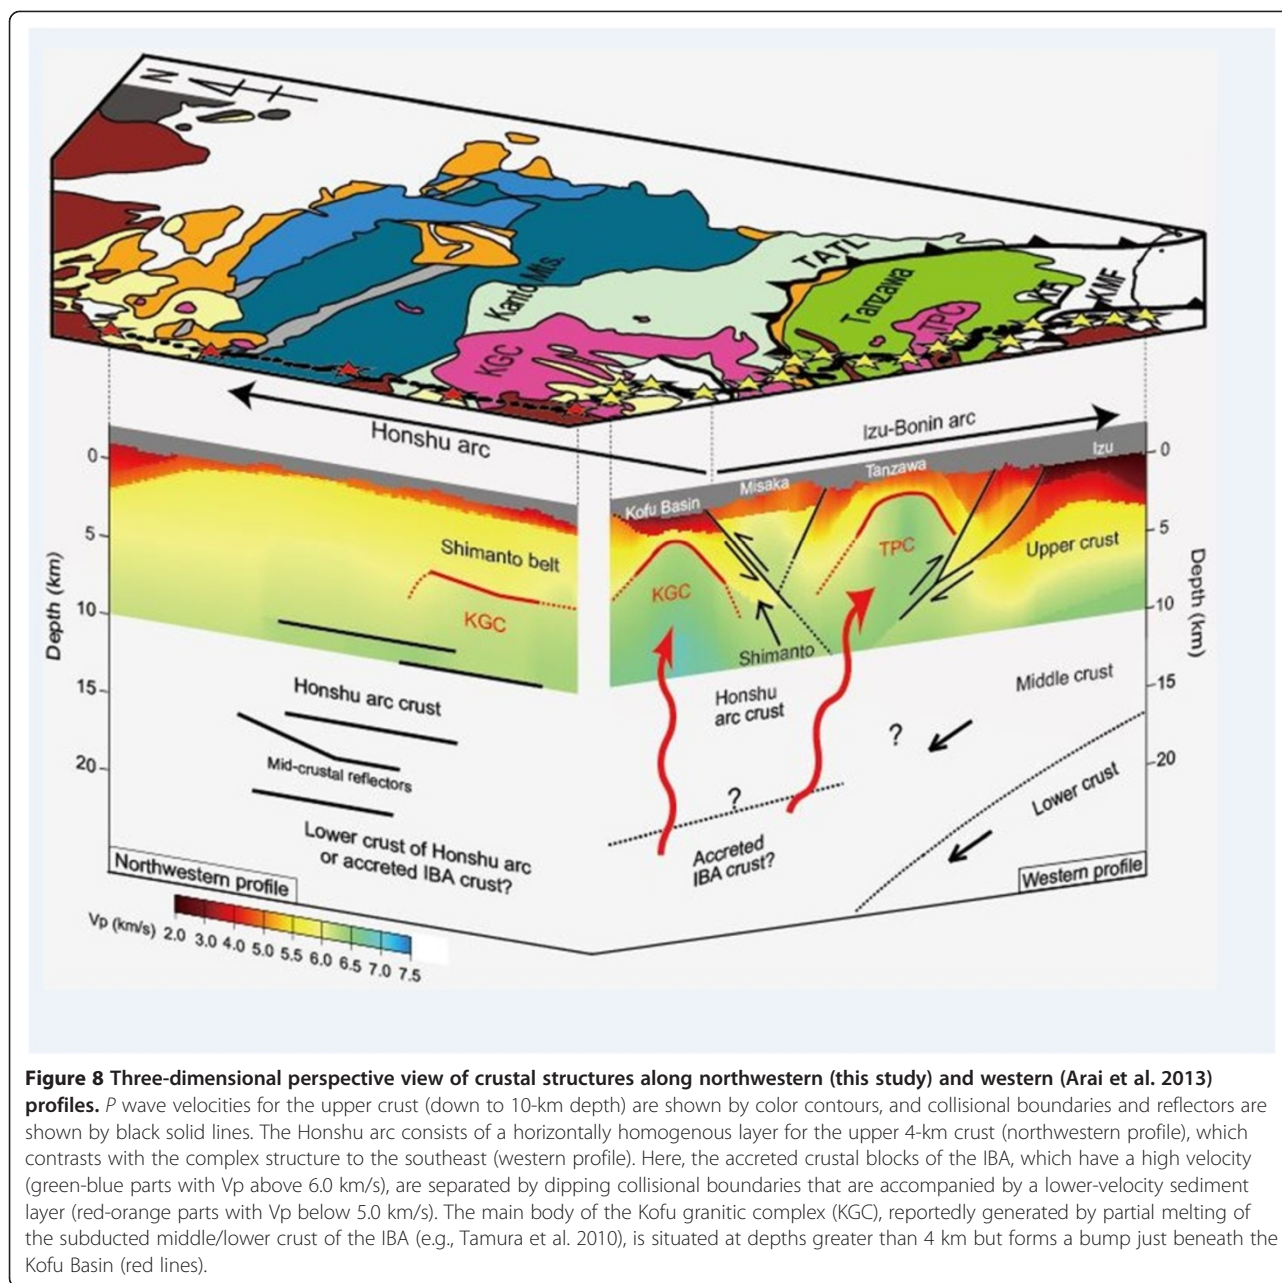 N
Kanto Mts.
TATL
Tanzawa
KF
KMF
TPC
KGC
Honshu arc
Izu-Bonin arc
Izu
Tanzawa
Misaka
Kofu Basin
0
5
10
15
20
Depth (km)
Shimanto belt
KGC
Honshu arc crust
Mid-crustal reflectors
Lower crust of Honshu arc
or accreted IBA crust?
Northwestern profile
KGC
TPC
Upper crust
Shimanto
Honshu
arc crust
Middle crust
?
?
Lower crust
Accreted
IBA crust?
Western profile
0
5
10
15
20
Depth (km)
Vp (km/s)
2.0 3.0 4.0 5.0 5.5 6.0 6.5 7.0 7.5
Figure 8 Three-dimensional perspective view of crustal structures along northwestern (this study) and western (Arai et al. 2013)
profiles. P wave velocities for the upper crust (down to 10-km depth) are shown by color contours, and collisional boundaries and reflectors are
shown by black solid lines. The Honshu arc consists of a horizontally homogenous layer for the upper 4-km crust (northwestern profile), which
contrasts with the complex structure to the southeast (western profile). Here, the accreted crustal blocks of the IBA, which have a high velocity
(green-blue parts with Vp above 6.0 km/s), are separated by dipping collisional boundaries that are accompanied by a lower-velocity sediment
layer (red-orange parts with Vp below 5.0 km/s). The main body of the Kofu granitic complex (KGC), reportedly generated by partial melting of
the subducted middle/lower crust of the IBA (e.g., Tamura et al. 2010), is situated at depths greater than 4 km but forms a bump just beneath the
Kofu Basin (red lines).